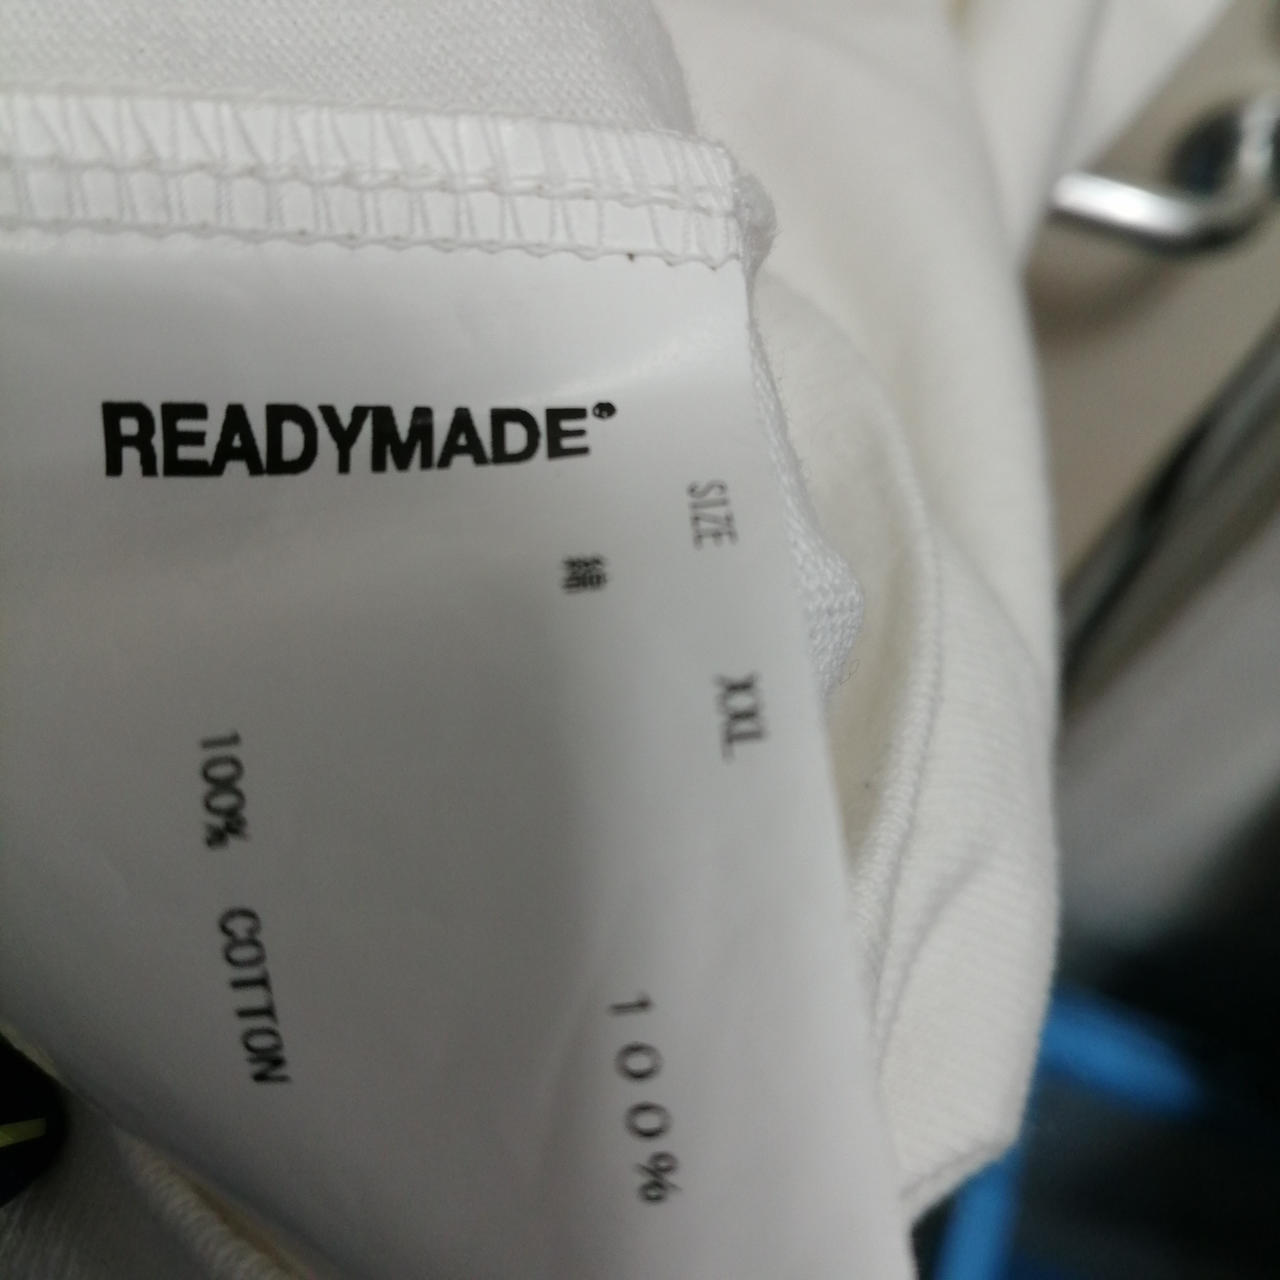 READYMADE®
SIZE XXL
綿 100%
100% COTTON